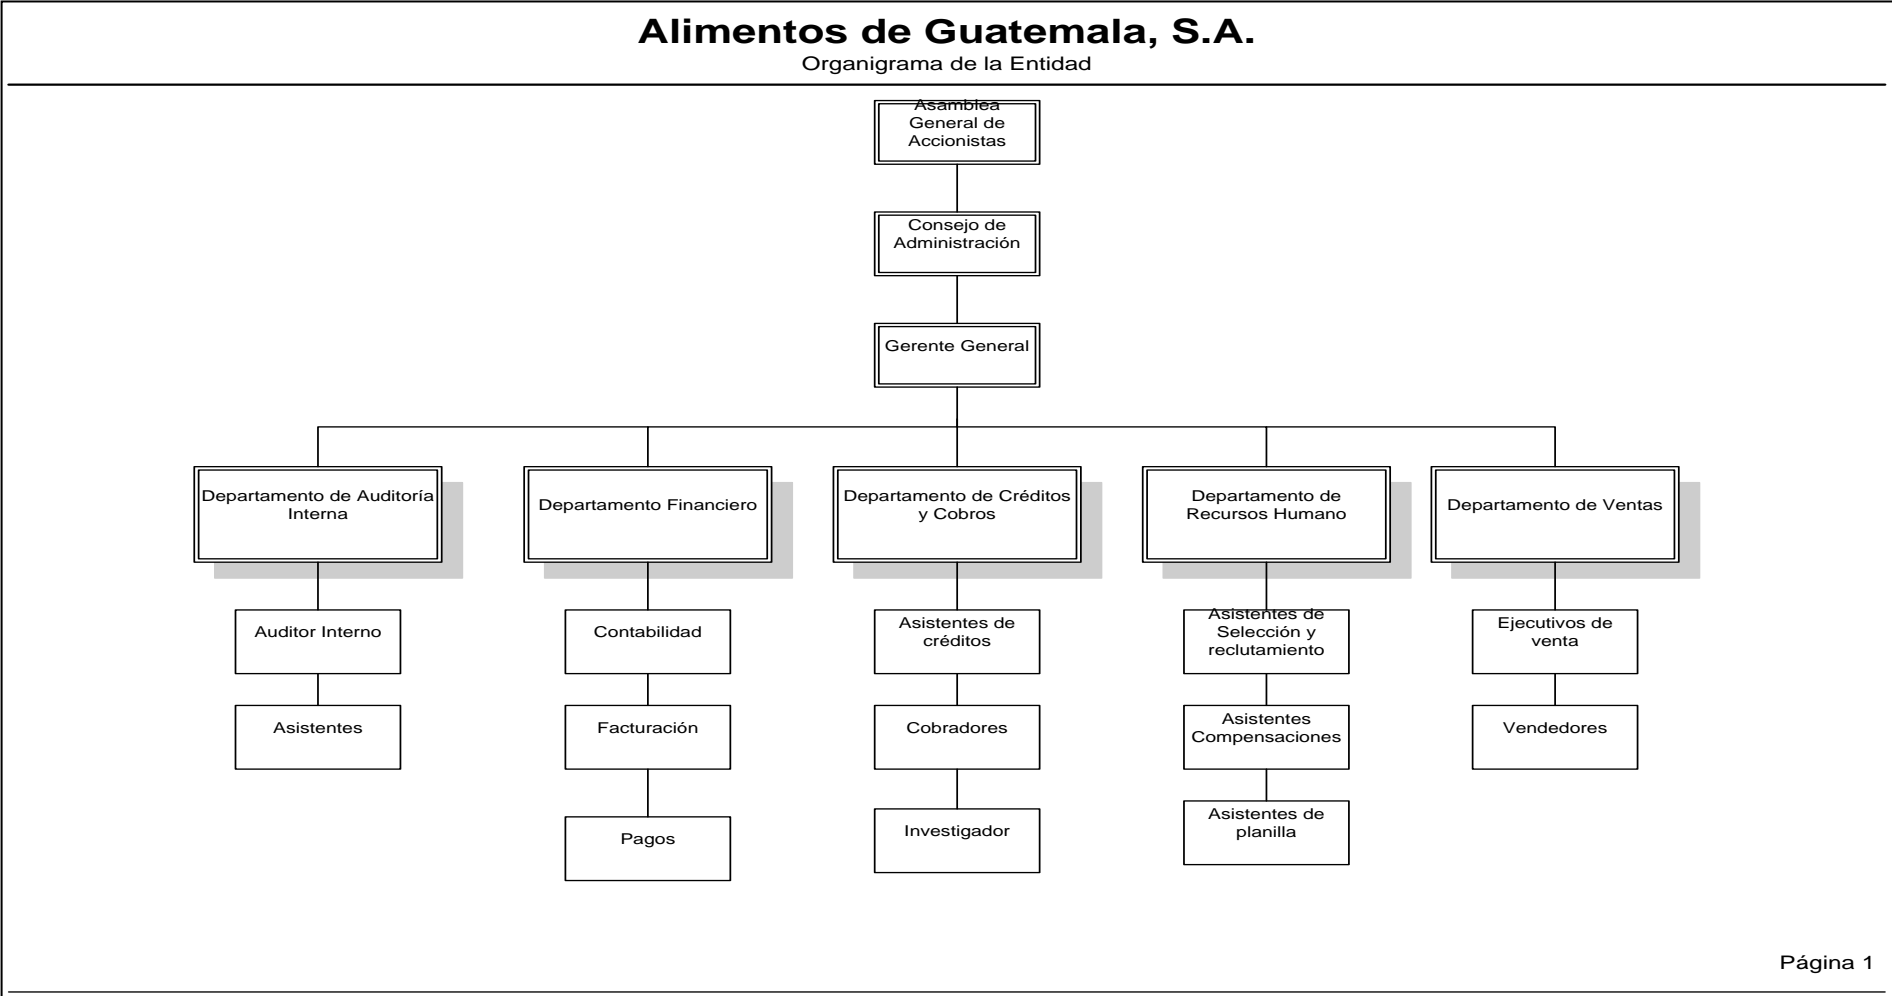 Alimentos de Guatemala, S.A.
Organigrama de la Entidad
Asamblea
General de
Accionistas
Consejo de
Administración
Gerente General
Departamento de Auditoría
Interna
Departamento Financiero
Departamento de Créditos
y Cobros
Departamento de
Recursos Humano
Departamento de Ventas
Auditor Interno
Contabilidad
Asistentes de
créditos
Asistentes de
Selección y
reclutamiento
Ejecutivos de
venta
Asistentes
Facturación
Cobradores
Asistentes
Compensaciones
Vendedores
Pagos
Investigador
Asistentes de
planilla
Página 1